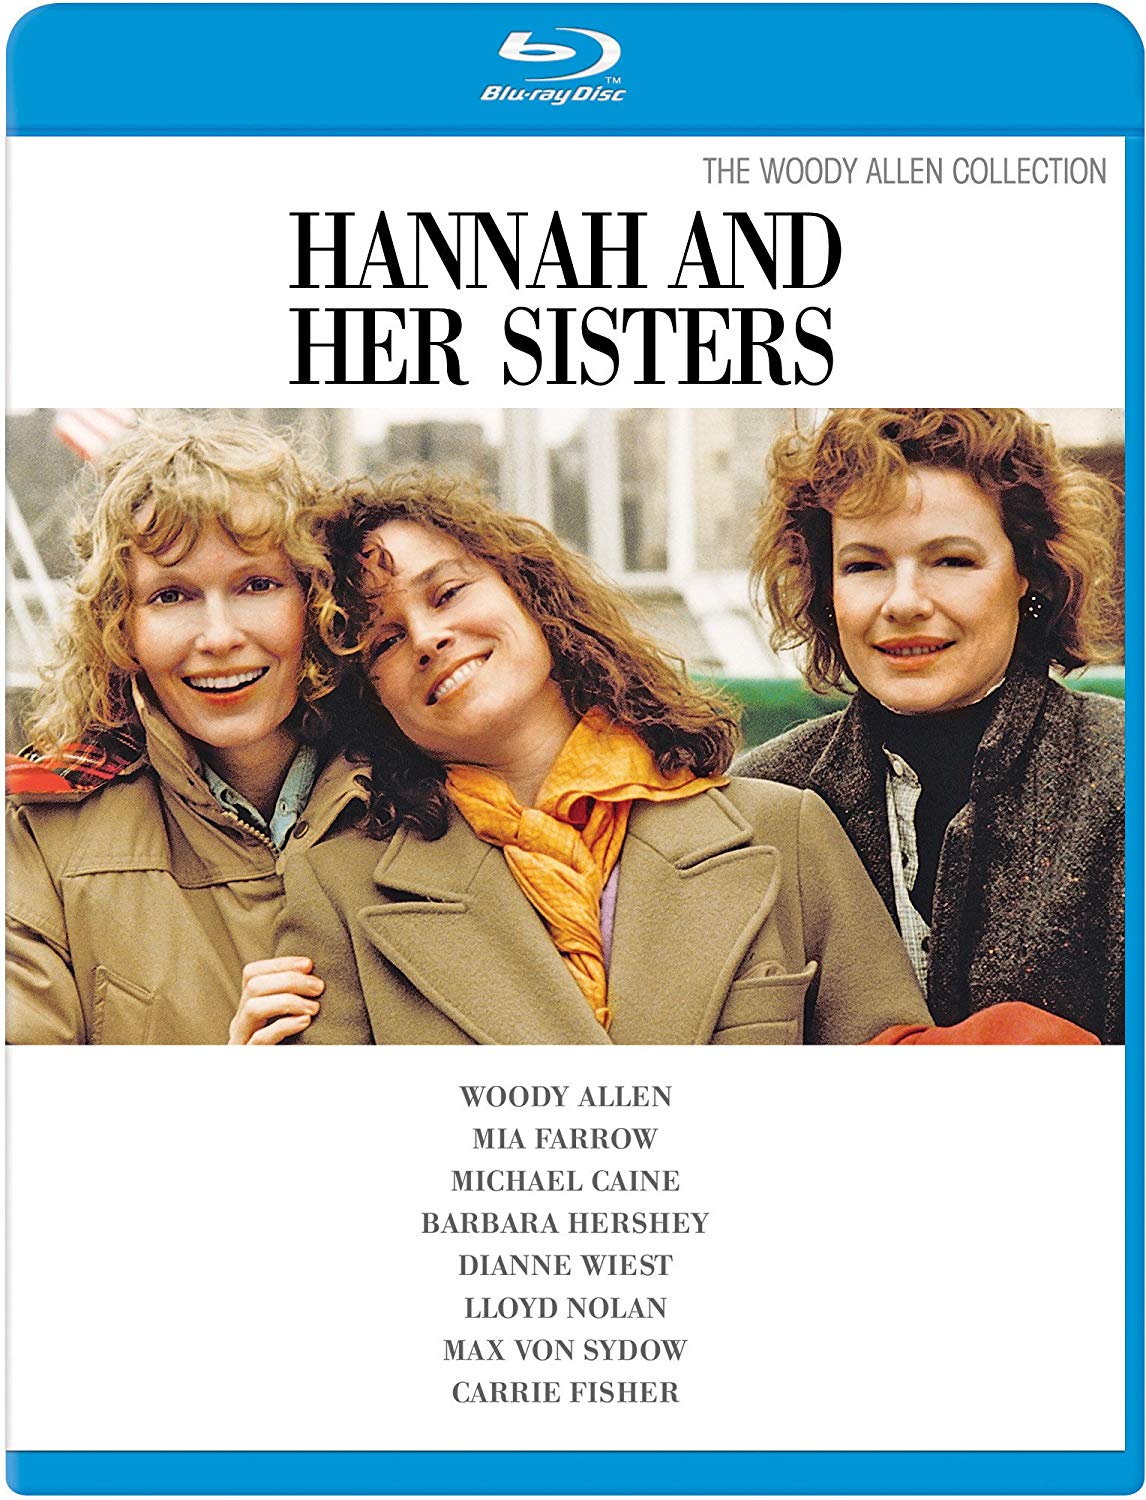 Blu-ray Disc™
THE WOODY ALLEN COLLECTION
HANNAH AND
HER SISTERS
WOODY ALLEN
MIA FARROW
MICHAEL CAINE
BARBARA HERSHEY
DIANNE WIEST
LLOYD NOLAN
MAX VON SYDOW
CARRIE FISHER